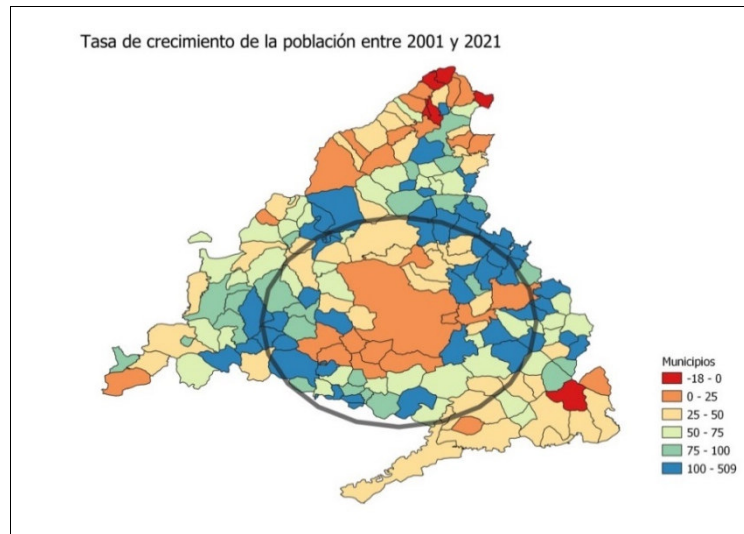 Tasa de crecimiento de la población entre 2001 y 2021
Municipios
-18 - 0
0 - 25
25 - 50
50 - 75
75 - 100
100 - 509